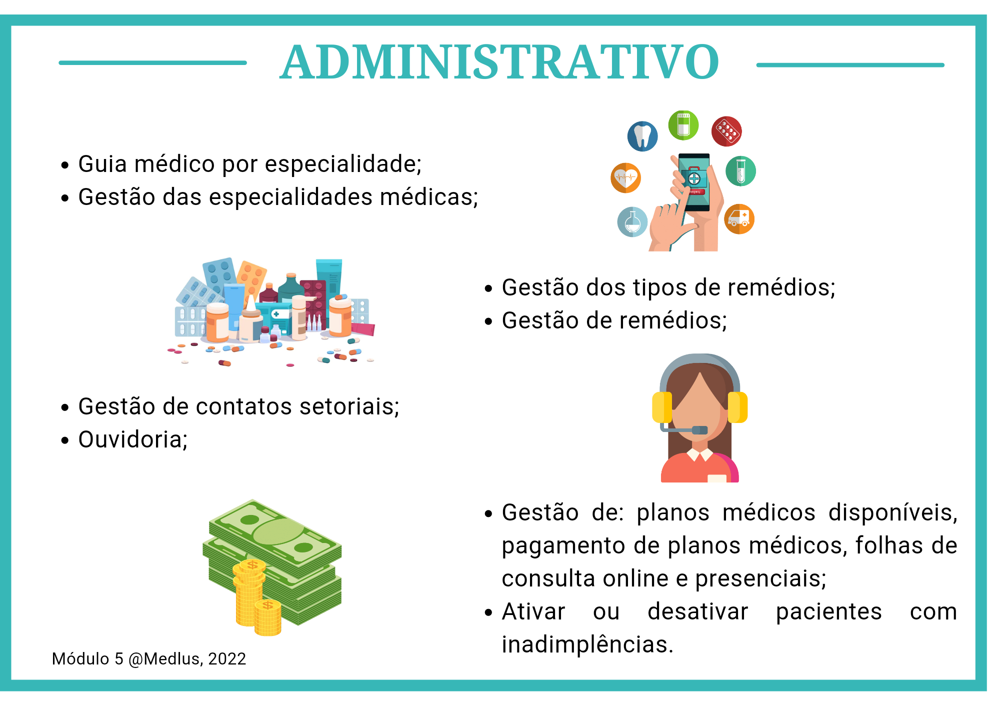 ADMINISTRATIVO
• Guia médico por especialidade;
• Gestão das especialidades médicas;
• Gestão dos tipos de remédios;
• Gestão de remédios;
• Gestão de contatos setoriais;
• Ouvidoria;
• Gestão de: planos médicos disponíveis,
pagamento de planos médicos, folhas de
consulta online e presenciais;
• Ativar ou desativar pacientes com
inadimplências.
Módulo 5 @Medlus, 2022